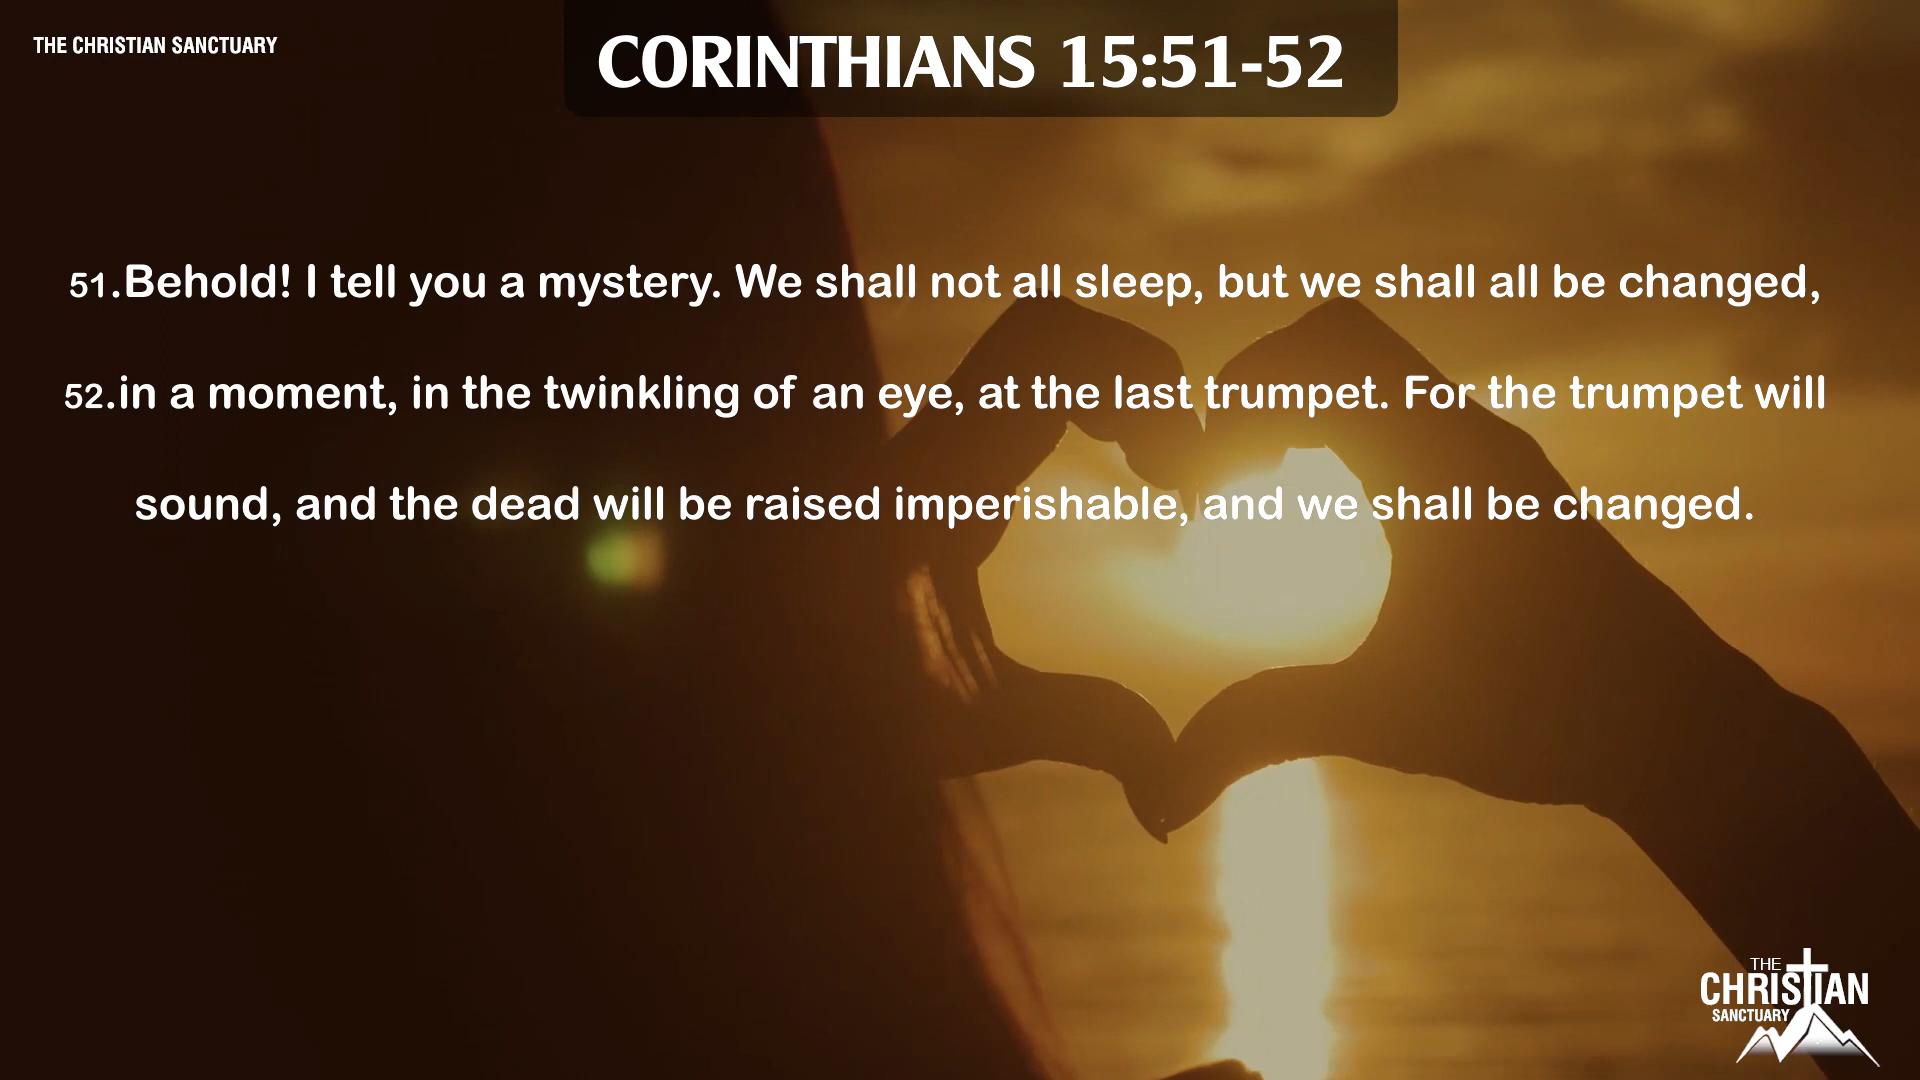 THE CHRISTIAN SANCTUARY
CORINTHIANS 15:51-52
51.Behold! I tell you a mystery. We shall not all sleep, but we shall all be changed,
52.in a moment, in the twinkling of an eye, at the last trumpet. For the trumpet will
sound, and the dead will be raised imperishable, and we shall be changed.
THE
CHRISTIAN
SANCTUARY